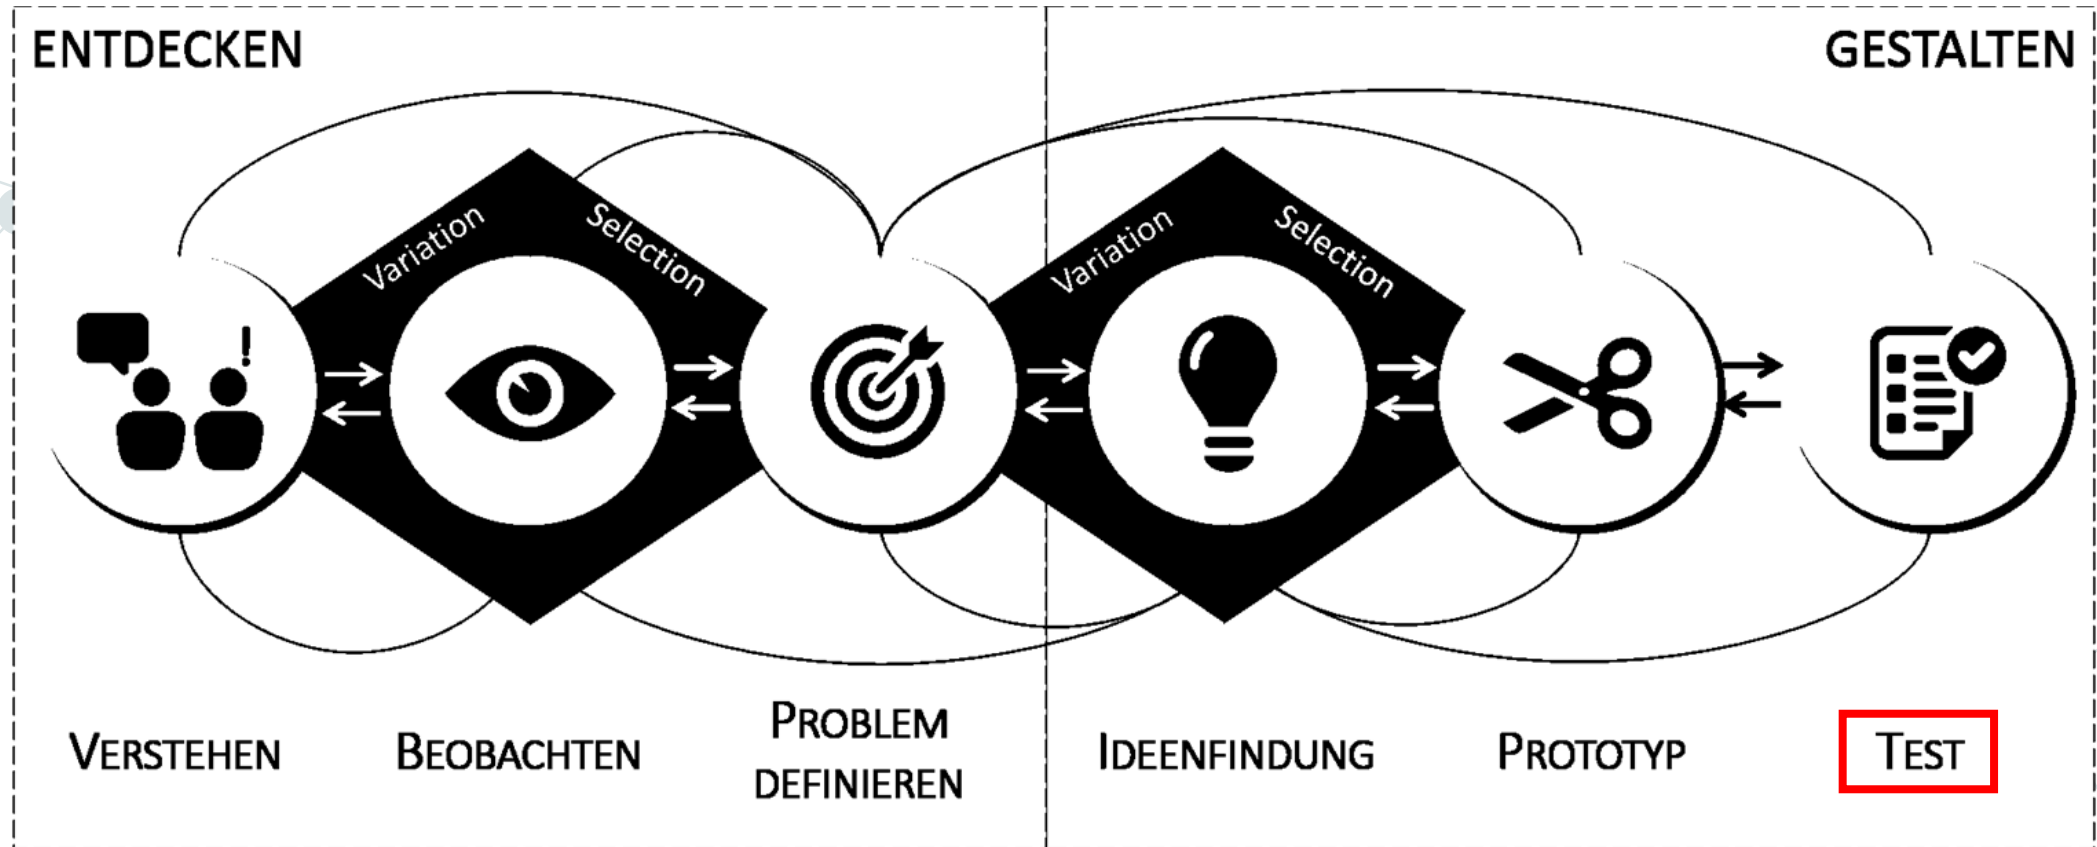 ENTDECKEN
GESTALTEN
Variation
Selection
Variation
Selection
!
VERSTEHEN
BEOBACHTEN
PROBLEM
DEFINIEREN
IDEENFINDUNG
PROTOTYP
TEST